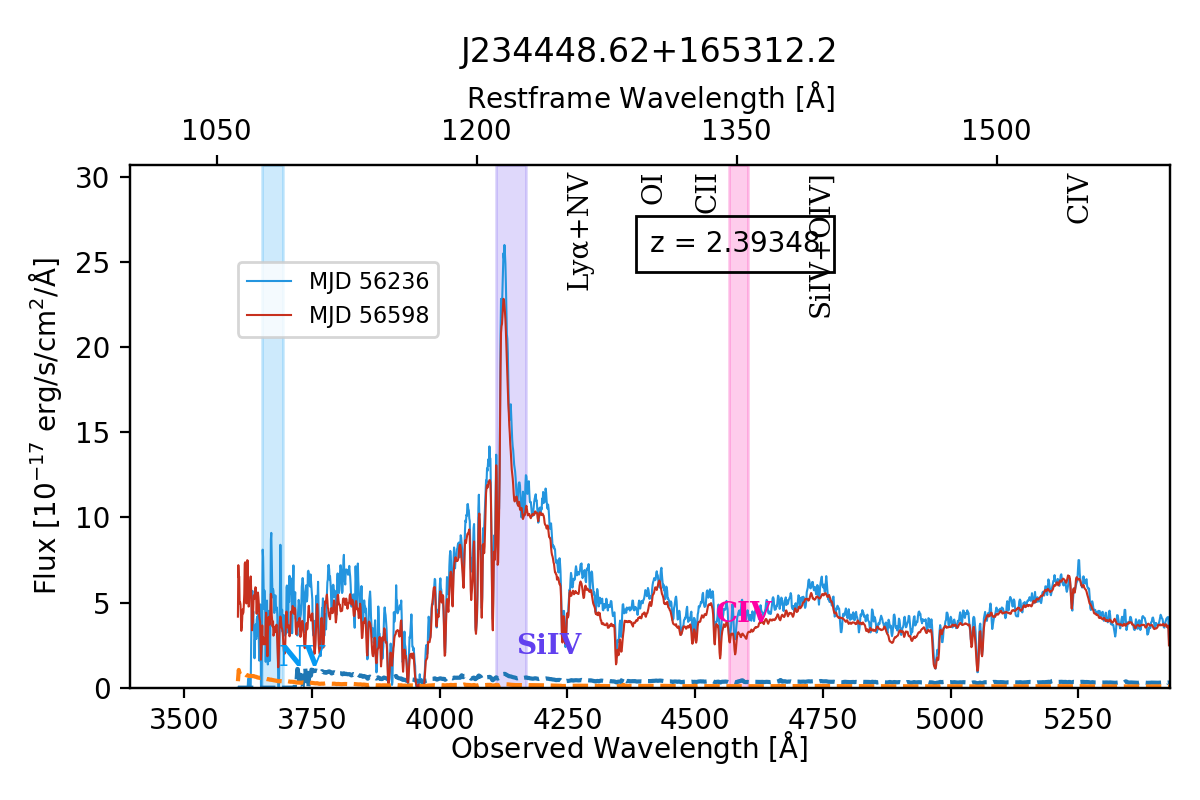 J234448.62+165312.2
Restframe Wavelength [Å]
1050 1200 1350 1500
Lyα+NV
OI
CII
SiIV+OIV]
CIV
z = 2.39348
MJD 56236
MJD 56598
30
25
20
15
10
5
0
Flux [10⁻¹⁷ erg/s/cm²/Å]
NV
SiIV
CIV
3500 3750 4000 4250 4500 4750 5000 5250
Observed Wavelength [Å]